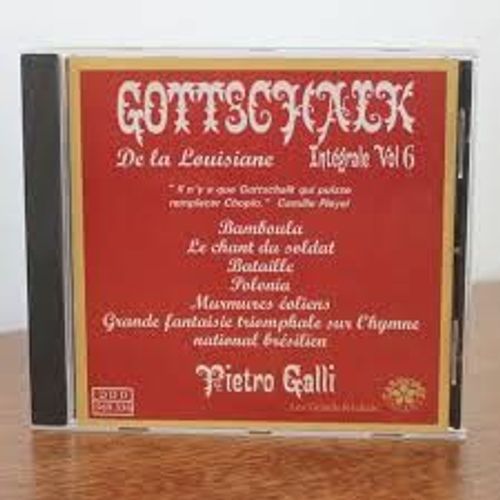 GOTTSCHALK
De la Louisiane Intégrale Vol 6
" Il n'y a que Gottschalk qui puisse
remplacer Chopin." Camille Pleyel
Bamboula
Le chant du soldat
Bataille
Polonia
Murmures éoliens
Grande fantaisie triomphale sur l'hymne
national brésilien
Pietro Galli
DDD